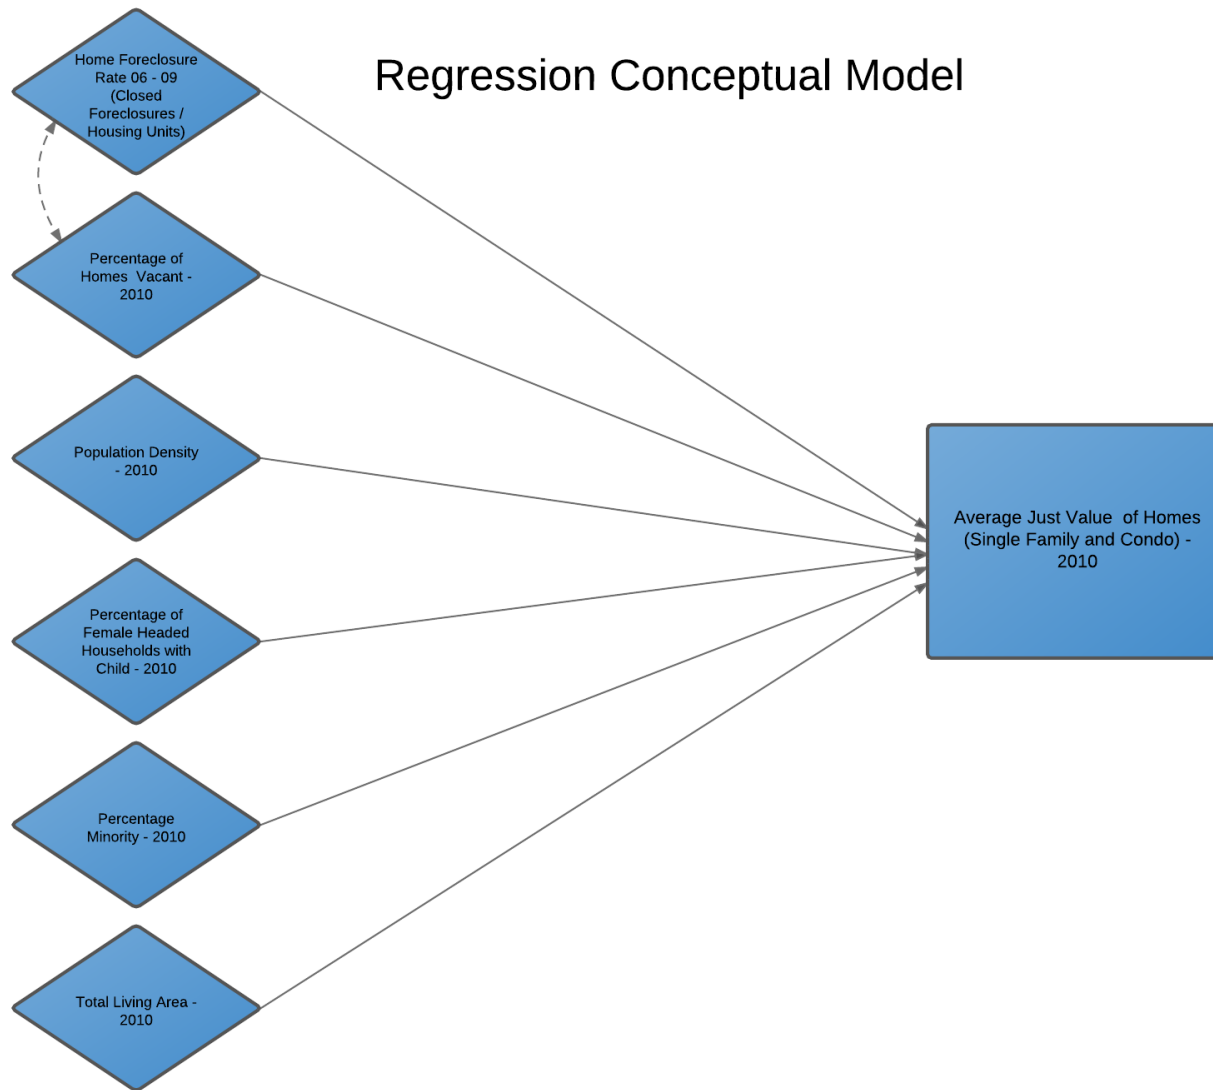 Regression Conceptual Model
Home Foreclosure
Rate 06 - 09
(Closed
Foreclosures /
Housing Units)
Percentage of
Homes Vacant -
2010
Population Density
- 2010
Percentage of
Female Headed
Households with
Child - 2010
Percentage
Minority - 2010
Total Living Area -
2010
Average Just Value of Homes
(Single Family and Condo) -
2010